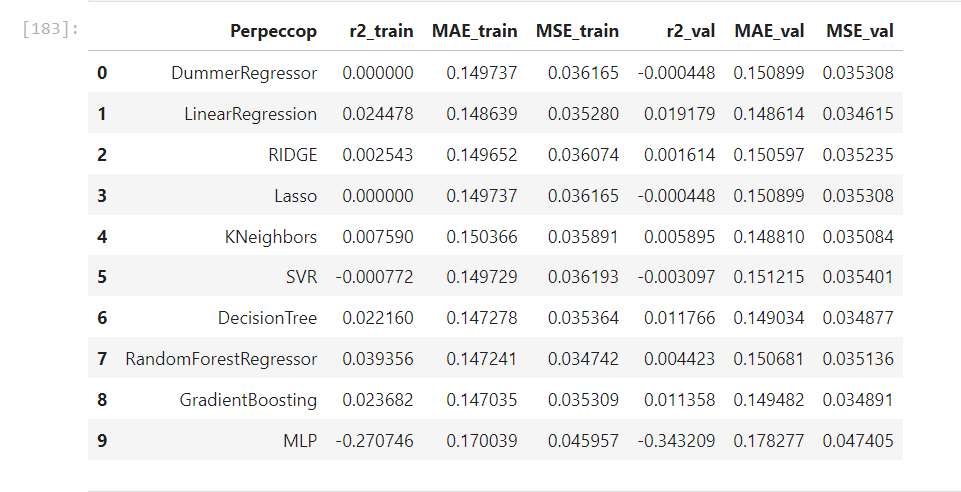 [183]:
Perpeccop r2_train MAE_train MSE_train r2_val MAE_val MSE_val
0 DummerRegressor 0.000000 0.149737 0.036165 -0.000448 0.150899 0.035308
1 LinearRegression 0.024478 0.148639 0.035280 0.019179 0.148614 0.034615
2 RIDGE 0.002543 0.149652 0.036074 0.001614 0.150597 0.035235
3 Lasso 0.000000 0.149737 0.036165 -0.000448 0.150899 0.035308
4 KNeighbors 0.007590 0.150366 0.035891 0.005895 0.148810 0.035084
5 SVR -0.000772 0.149729 0.036193 -0.003097 0.151215 0.035401
6 DecisionTree 0.022160 0.147278 0.035364 0.011766 0.149034 0.034877
7 RandomForestRegressor 0.039356 0.147241 0.034742 0.004423 0.150681 0.035136
8 GradientBoosting 0.023682 0.147035 0.035309 0.011358 0.149482 0.034891
9 MLP -0.270746 0.170039 0.045957 -0.343209 0.178277 0.047405